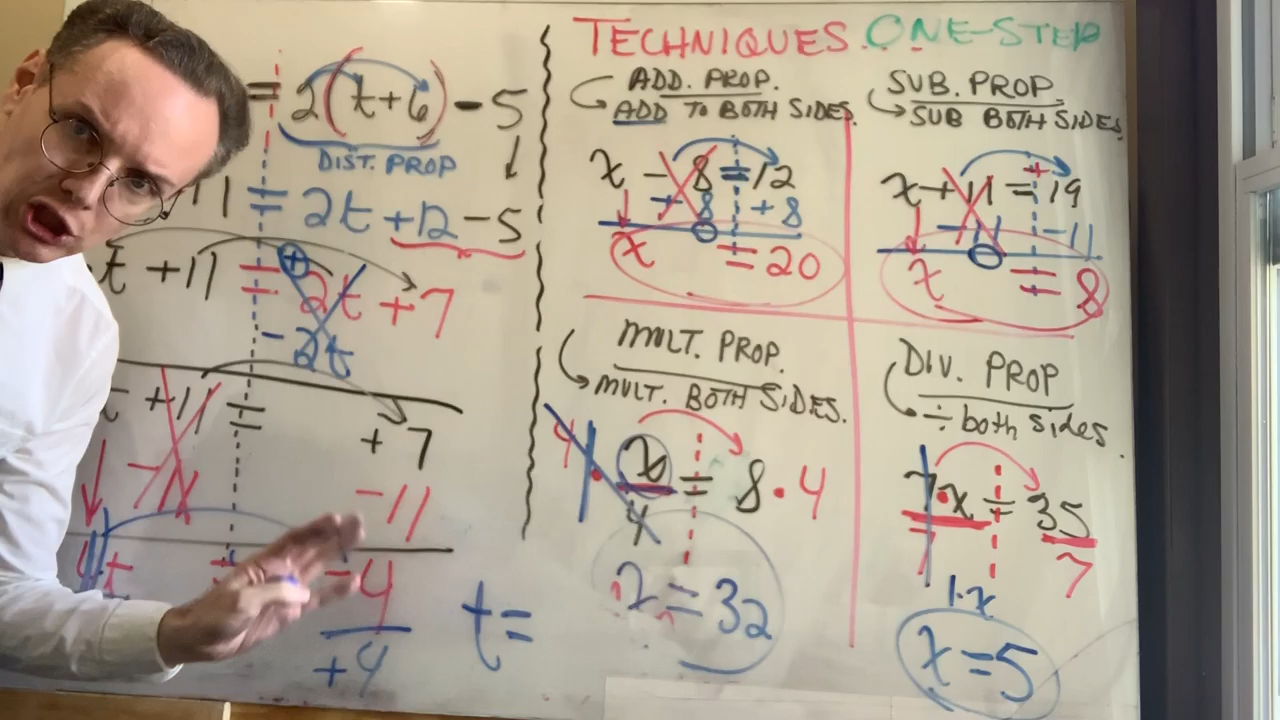 = 2(t+6) - 5
DIST. PROP
11 = 2t +12 - 5
t +11 = 2t +7
- 2t
t +11 = +7
-11 -11
4t = -4
+4
t =
TECHNIQUES. ONE-STEP
ADD. PROP.
ADD TO BOTH SIDES.
x - 8 = 12
+ 8 + 8
x = 20
SUB. PROP
SUB BOTH SIDES.
+
x + 11 = 19
- 11 - 11
x = 8
MULT. PROP.
MULT. BOTH SIDES.
4 · x = 8 · 4
4
x = 32
DIV. PROP
÷ both sides
7·x = 35
7 7
1·x
x = 5